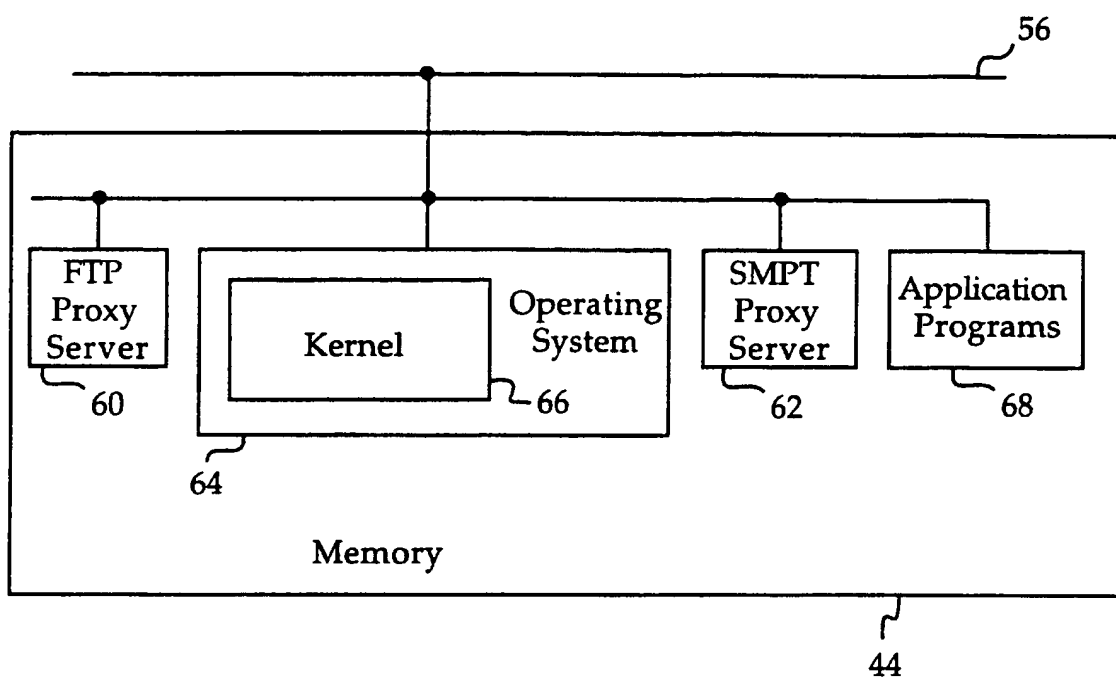 56
FTP
Proxy
Server
60
Kernel
66
Operating
System
64
SMPT
Proxy
Server
62
Application
Programs
68
Memory
44